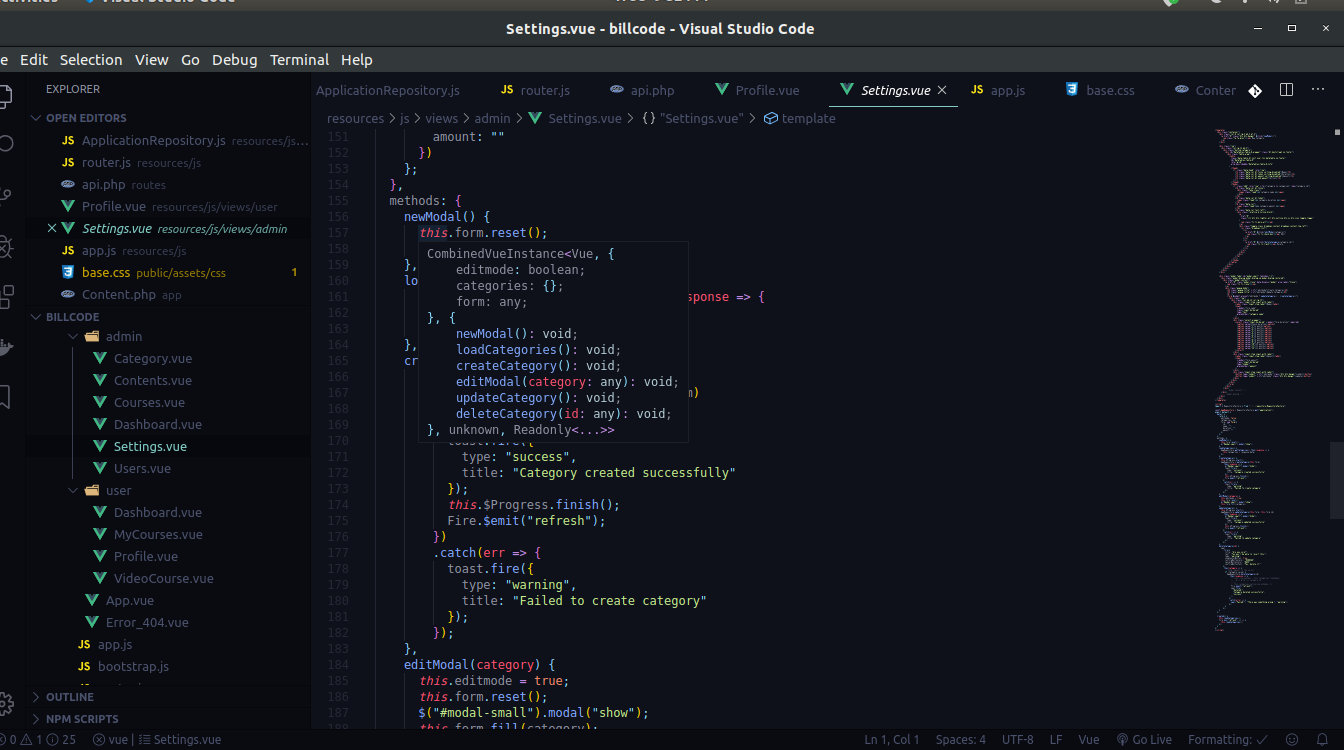 Visual Studio Code
Settings.vue - billcode - Visual Studio Code
e Edit Selection View Go Debug Terminal Help
EXPLORER
OPEN EDITORS
JS ApplicationRepository.js resources/js...
JS router.js resources/js
api.php routes
Profile.vue resources/js/views/user
Settings.vue resources/js/views/admin
JS app.js resources/js
base.css public/assets/css 1
Content.php app
BILLCODE
admin
Category.vue
Contents.vue
Courses.vue
Dashboard.vue
Settings.vue
Users.vue
user
Dashboard.vue
MyCourses.vue
Profile.vue
VideoCourse.vue
App.vue
Error_404.vue
JS app.js
JS bootstrap.js
OUTLINE
NPM SCRIPTS
ApplicationRepository.js JS router.js api.php Profile.vue Settings.vue JS app.js base.css Conter
resources > js > views > admin > Settings.vue > {} "Settings.vue" > template
151 amount: ""
152 })
153 };
154 },
155 methods: {
156 newModal() {
157 this.form.reset();
158 CombinedVueInstance<Vue, {
159 }, editmode: boolean;
160 lo categories: {};
161 form: any; sponse => {
162 }, {
163 newModal(): void;
164 }, loadCategories(): void;
165 cr createCategory(): void;
166 editModal(category: any): void;
167 updateCategory(): void; )
168 deleteCategory(id: any): void;
169 }, unknown, Readonly<...>>
170 toast.fire({
171 type: "success",
172 title: "Category created successfully"
173 });
174 this.$Progress.finish();
175 Fire.$emit("refresh");
176 })
177 .catch(err => {
178 toast.fire({
179 type: "warning",
180 title: "Failed to create category"
181 });
182 });
183 },
184 editModal(category) {
185 this.editmode = true;
186 this.form.reset();
187 $("#modal-small").modal("show");
188 this.form.fill(category);
0 1 25 vue | Settings.vue Ln 1, Col 1 Spaces: 4 UTF-8 LF Vue Go Live Formatting: ✓